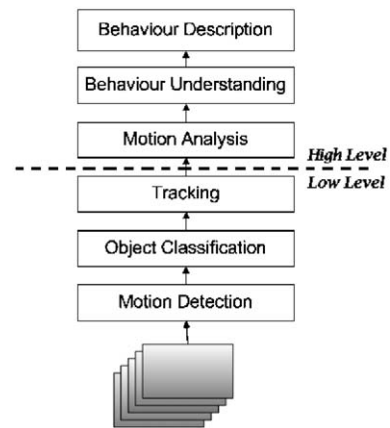 Behaviour Description
Behaviour Understanding
Motion Analysis
High Level
Low Level
Tracking
Object Classification
Motion Detection